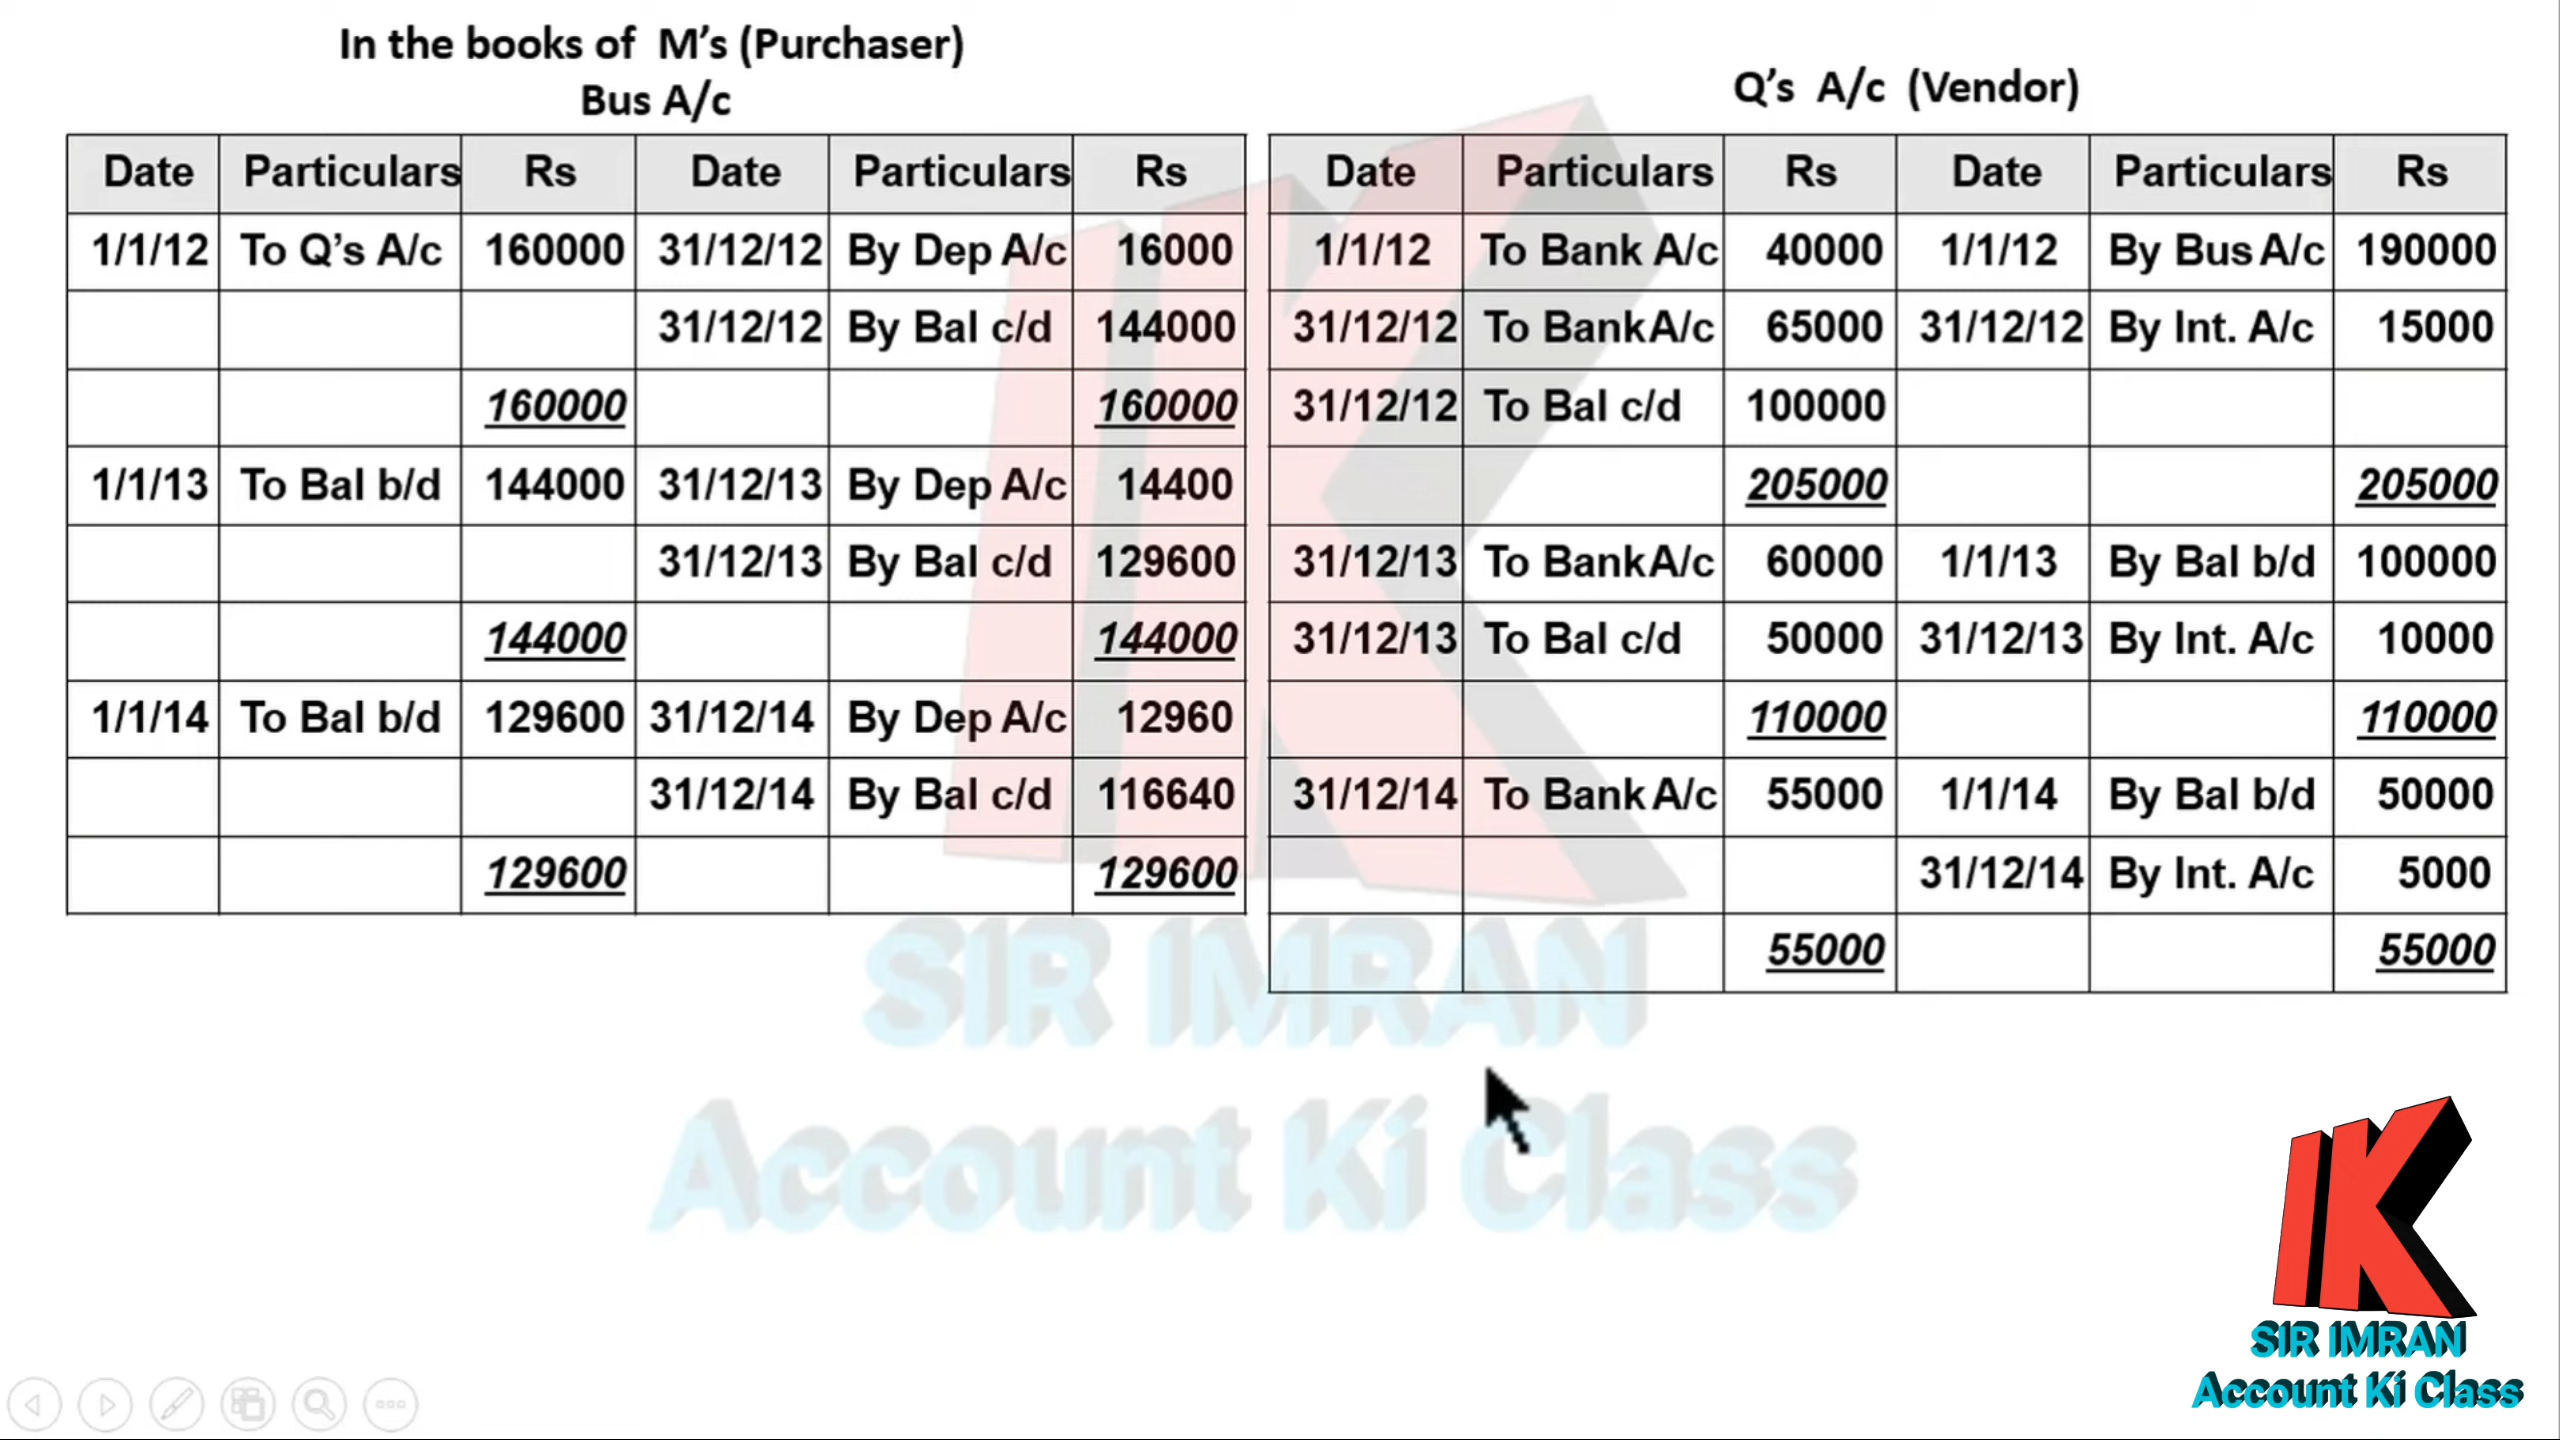 In the books of M’s (Purchaser)
Bus A/c
Date Particulars Rs Date Particulars Rs
1/1/12 To Q’s A/c 160000 31/12/12 By Dep A/c 16000
31/12/12 By Bal c/d 144000
160000 160000
1/1/13 To Bal b/d 144000 31/12/13 By Dep A/c 14400
31/12/13 By Bal c/d 129600
144000 144000
1/1/14 To Bal b/d 129600 31/12/14 By Dep A/c 12960
31/12/14 By Bal c/d 116640
129600 129600
Q’s A/c (Vendor)
Date Particulars Rs Date Particulars Rs
1/1/12 To Bank A/c 40000 1/1/12 By Bus A/c 190000
31/12/12 To Bank A/c 65000 31/12/12 By Int. A/c 15000
31/12/12 To Bal c/d 100000
205000 205000
31/12/13 To Bank A/c 60000 1/1/13 By Bal b/d 100000
31/12/13 To Bal c/d 50000 31/12/13 By Int. A/c 10000
110000 110000
31/12/14 To Bank A/c 55000 1/1/14 By Bal b/d 50000
31/12/14 By Int. A/c 5000
55000 55000
SIR IMRAN
Account Ki Class
IK
SIR IMRAN
Account Ki Class